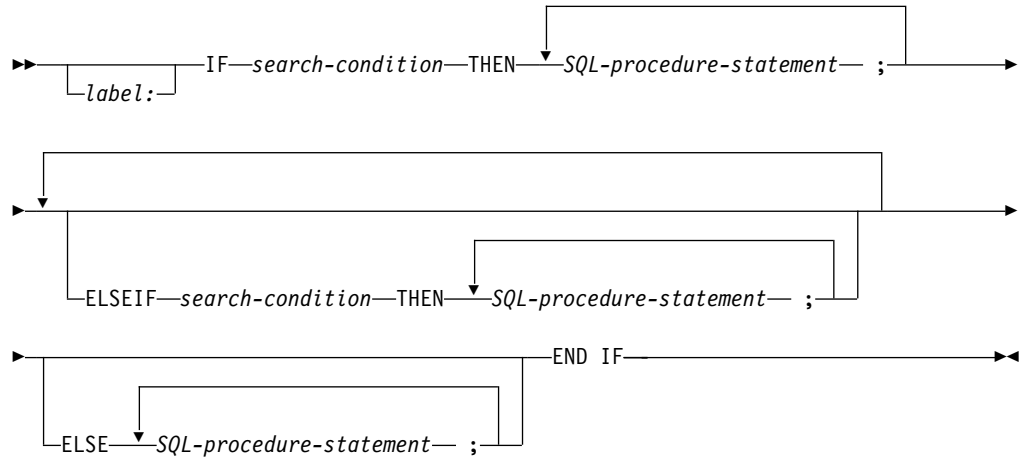 IF search-condition THEN SQL-procedure-statement ;
label:
ELSEIF search-condition THEN SQL-procedure-statement ;
END IF
ELSE SQL-procedure-statement ;